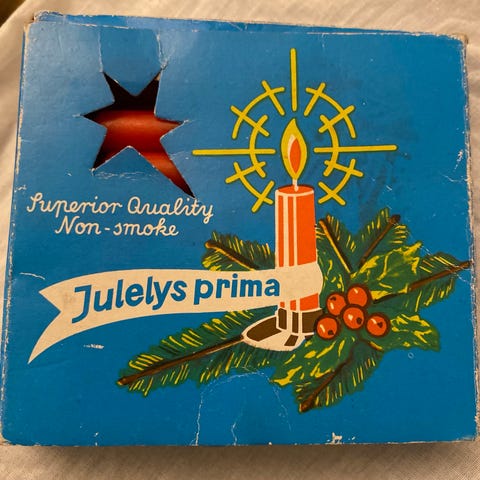 Superior Quality
Non-smoke
Julelys prima